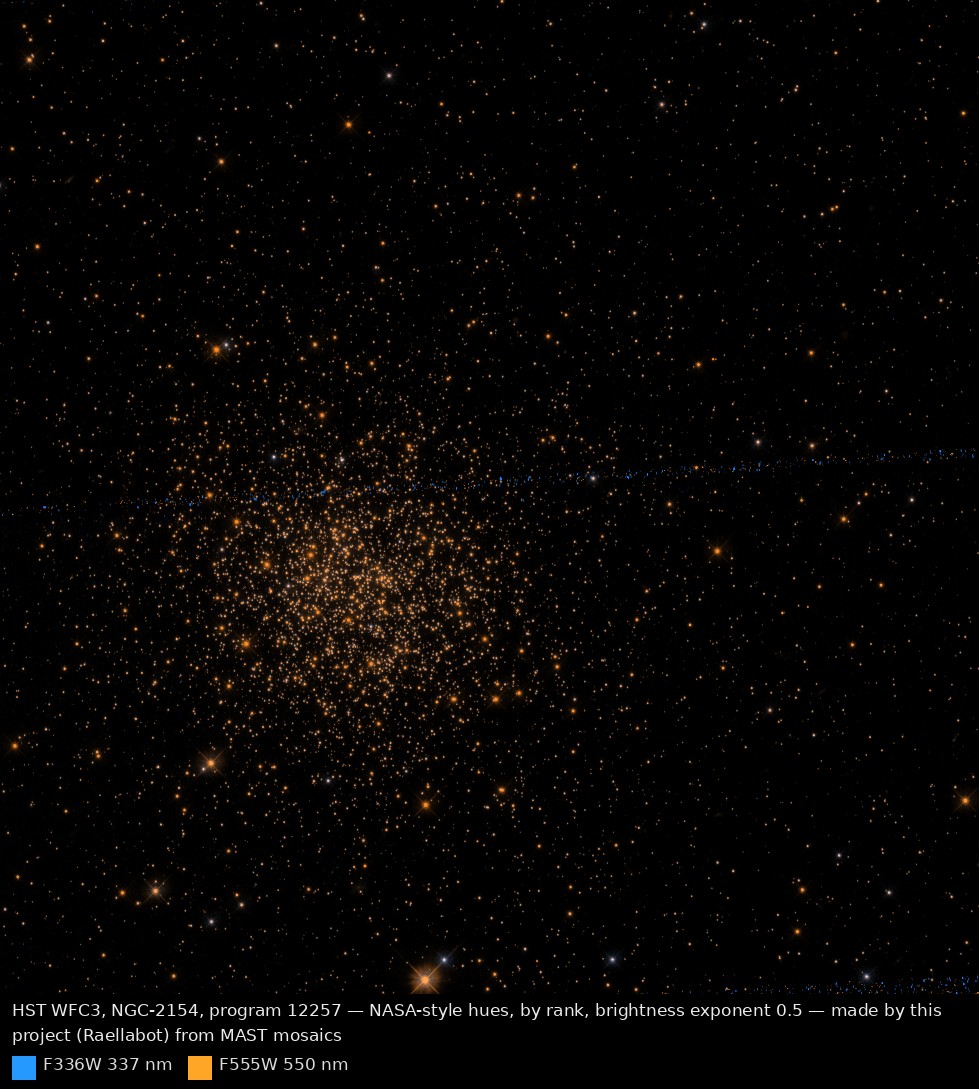 HST WFC3, NGC-2154, program 12257 — NASA-style hues, by rank, brightness exponent 0.5 — made by this
project (Raellabot) from MAST mosaics
F336W 337 nm F555W 550 nm